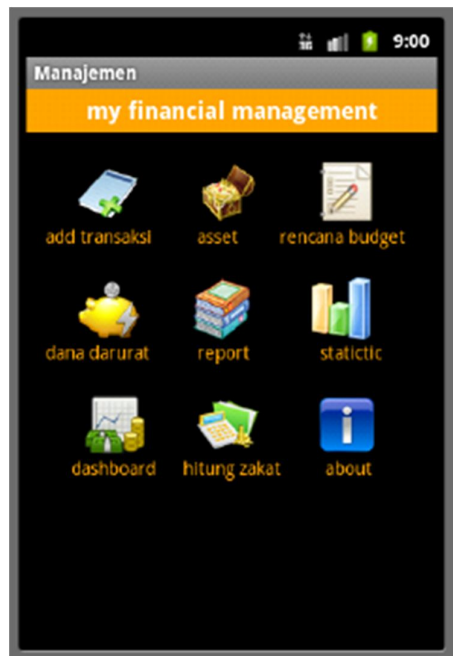 9:00
Manajemen
my financial management
add transaksi asset rencana budget
dana darurat report statictic
dashboard hitung zakat about